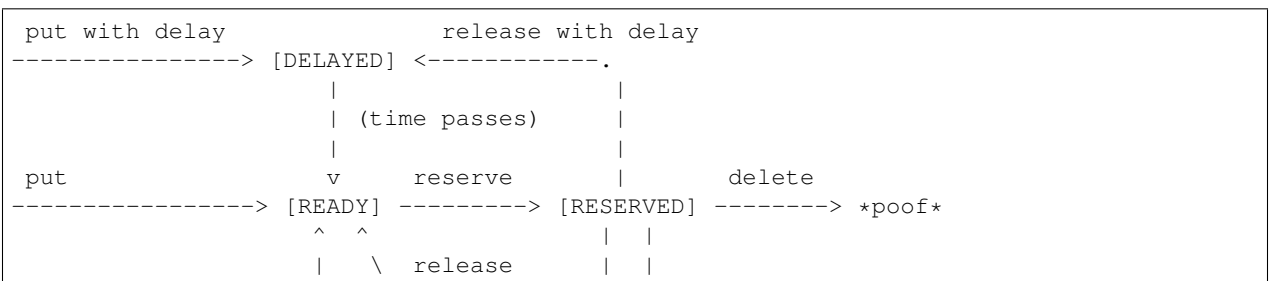 put with delay               release with delay
----------------> [DELAYED] <------------.
                      |                   |
                      | (time passes)     |
                      |                   |
 put                  v     reserve       |       delete
-----------------> [READY] ---------> [RESERVED] --------> *poof*
                     ^  ^                | |
                     |   \  release      | |